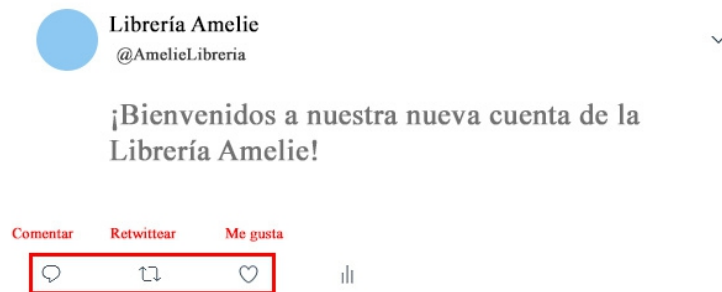 Librería Amelie
@AmelieLibreria
¡Bienvenidos a nuestra nueva cuenta de la
Librería Amelie!
Comentar Retwittear Me gusta